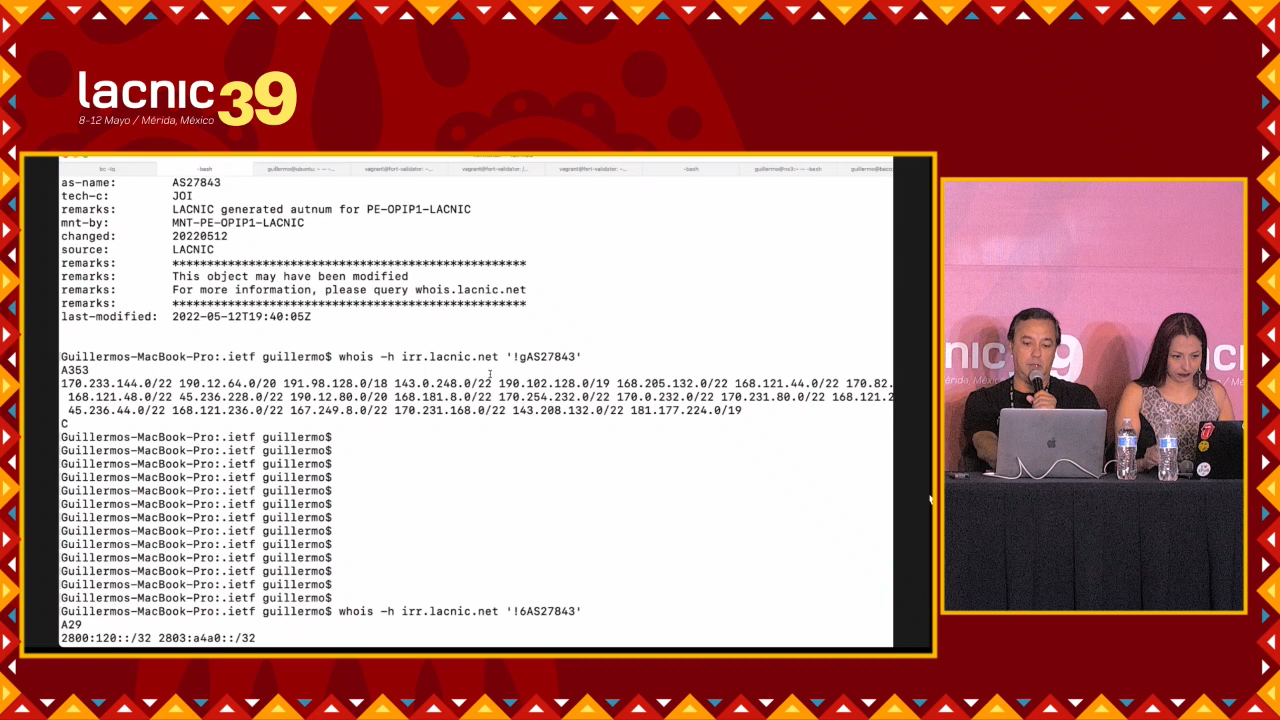 lacnic 39
8-12 Mayo / Mérida, México
-bash
as-name: AS27843
tech-c: JOI
remarks: LACNIC generated autnum for PE-OPIP1-LACNIC
mnt-by: MNT-PE-OPIP1-LACNIC
changed: 20220512
source: LACNIC
remarks: **************************************************
remarks: This object may have been modified
remarks: For more information, please query whois.lacnic.net
remarks: **************************************************
last-modified: 2022-05-12T19:40:05Z
Guillermos-MacBook-Pro:.ietf guillermo$ whois -h irr.lacnic.net '!gAS27843'
A353
170.233.144.0/22 190.12.64.0/20 191.98.128.0/18 143.0.248.0/22 190.102.128.0/19 168.205.132.0/22 168.121.44.0/22 170.82.
168.121.48.0/22 45.236.228.0/22 190.12.80.0/20 168.181.8.0/22 170.254.232.0/22 170.0.232.0/22 170.231.80.0/22 168.121.2
45.236.44.0/22 168.121.236.0/22 167.249.8.0/22 170.231.168.0/22 143.208.132.0/22 181.177.224.0/19
C
Guillermos-MacBook-Pro:.ietf guillermo$
Guillermos-MacBook-Pro:.ietf guillermo$
Guillermos-MacBook-Pro:.ietf guillermo$
Guillermos-MacBook-Pro:.ietf guillermo$
Guillermos-MacBook-Pro:.ietf guillermo$
Guillermos-MacBook-Pro:.ietf guillermo$
Guillermos-MacBook-Pro:.ietf guillermo$
Guillermos-MacBook-Pro:.ietf guillermo$
Guillermos-MacBook-Pro:.ietf guillermo$
Guillermos-MacBook-Pro:.ietf guillermo$
Guillermos-MacBook-Pro:.ietf guillermo$
Guillermos-MacBook-Pro:.ietf guillermo$
Guillermos-MacBook-Pro:.ietf guillermo$
Guillermos-MacBook-Pro:.ietf guillermo$ whois -h irr.lacnic.net '!6AS27843'
A29
2800:120::/32 2803:a4a0::/32